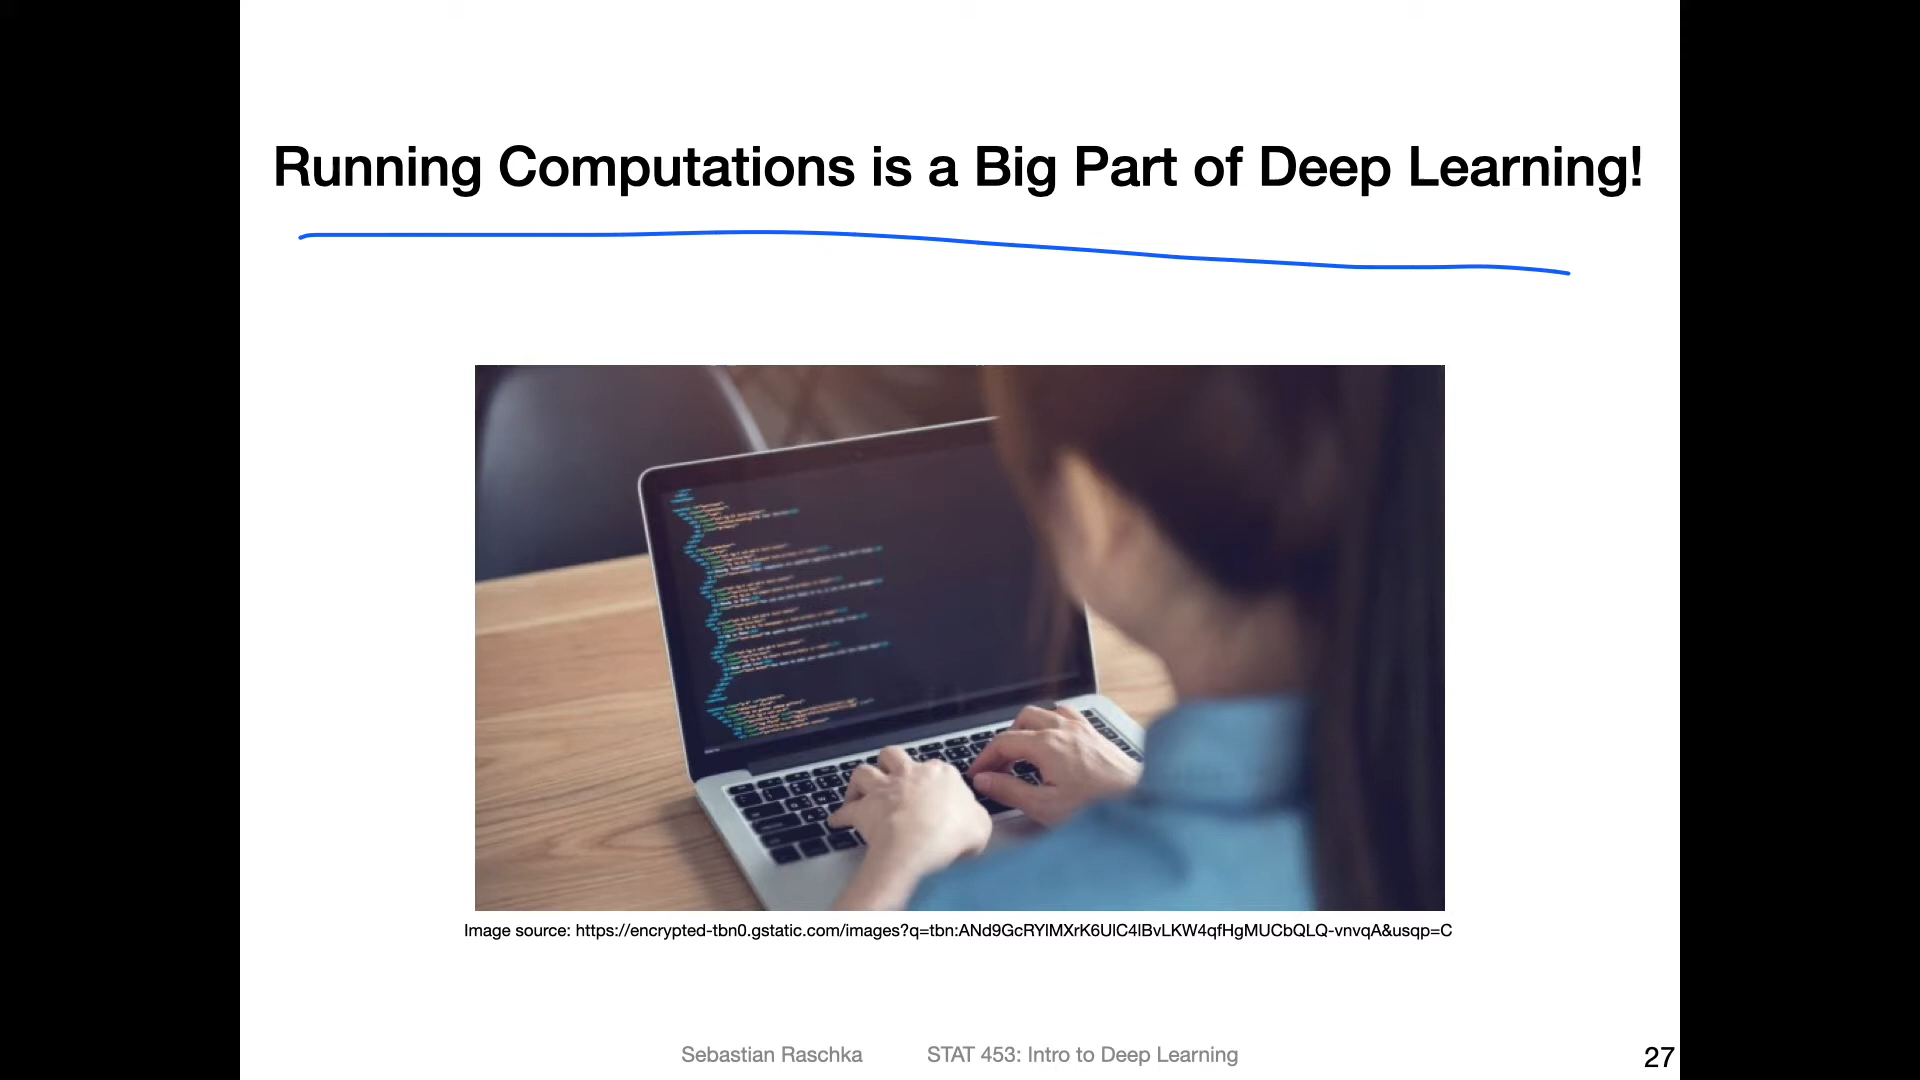 Running Computations is a Big Part of Deep Learning!
Image source: https://encrypted-tbn0.gstatic.com/images?q=tbn:ANd9GcRYlMXrK6UlC4lBvLKW4qfHgMUCbQLQ-vnvqA&usqp=C
Sebastian Raschka
STAT 453: Intro to Deep Learning
27